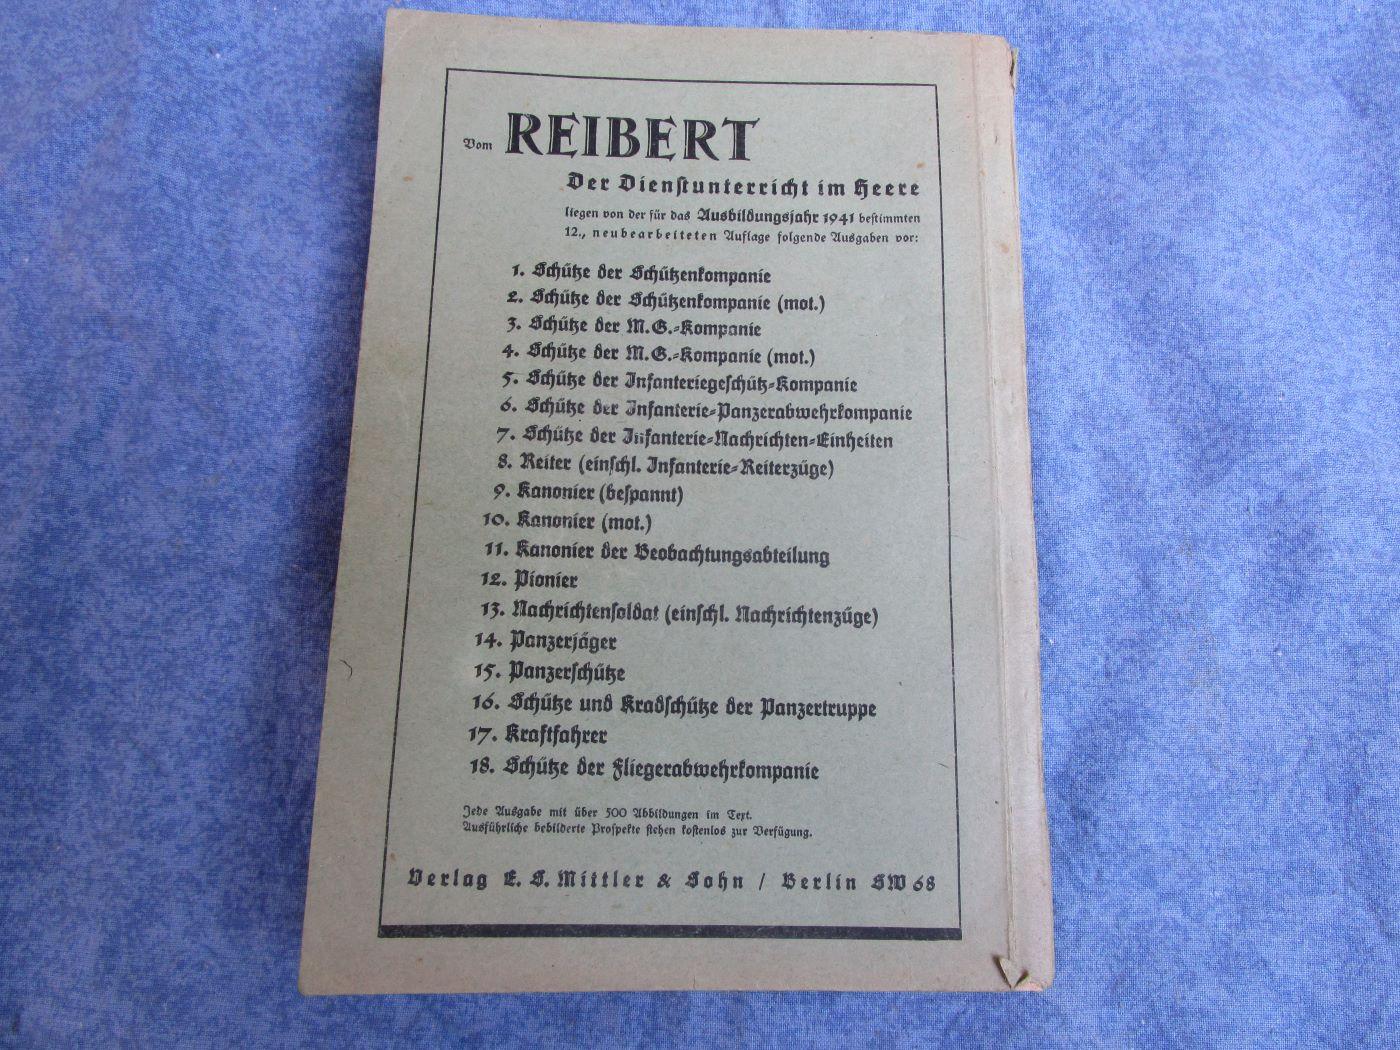 Vom REIBERT
Der Dienstunterricht im Heere
liegen von der für das Ausbildungsjahr 1941 bestimmten
12., neubearbeiteten Auflage folgende Ausgaben vor:
1. Schütze der Schützenkompanie
2. Schütze der Schützenkompanie (mot.)
3. Schütze der M.G.-Kompanie
4. Schütze der M.G.-Kompanie (mot.)
5. Schütze der Infanteriegeschütz-Kompanie
6. Schütze der Infanterie-Panzerabwehrkompanie
7. Schütze der Infanterie-Nachrichten-Einheiten
8. Reiter (einschl. Infanterie-Reiterzüge)
9. Kanonier (bespannt)
10. Kanonier (mot.)
11. Kanonier der Beobachtungsabteilung
12. Pionier
13. Nachrichtensoldat (einschl. Nachrichtenzüge)
14. Panzerjäger
15. Panzerschütze
16. Schütze und Kradschütze der Panzertruppe
17. Kraftfahrer
18. Schütze der Fliegerabwehrkompanie
Jede Ausgabe mit über 500 Abbildungen im Text.
Ausführliche bebilderte Prospekte stehen kostenlos zur Verfügung.
Verlag E. S. Mittler & Sohn / Berlin SW 68